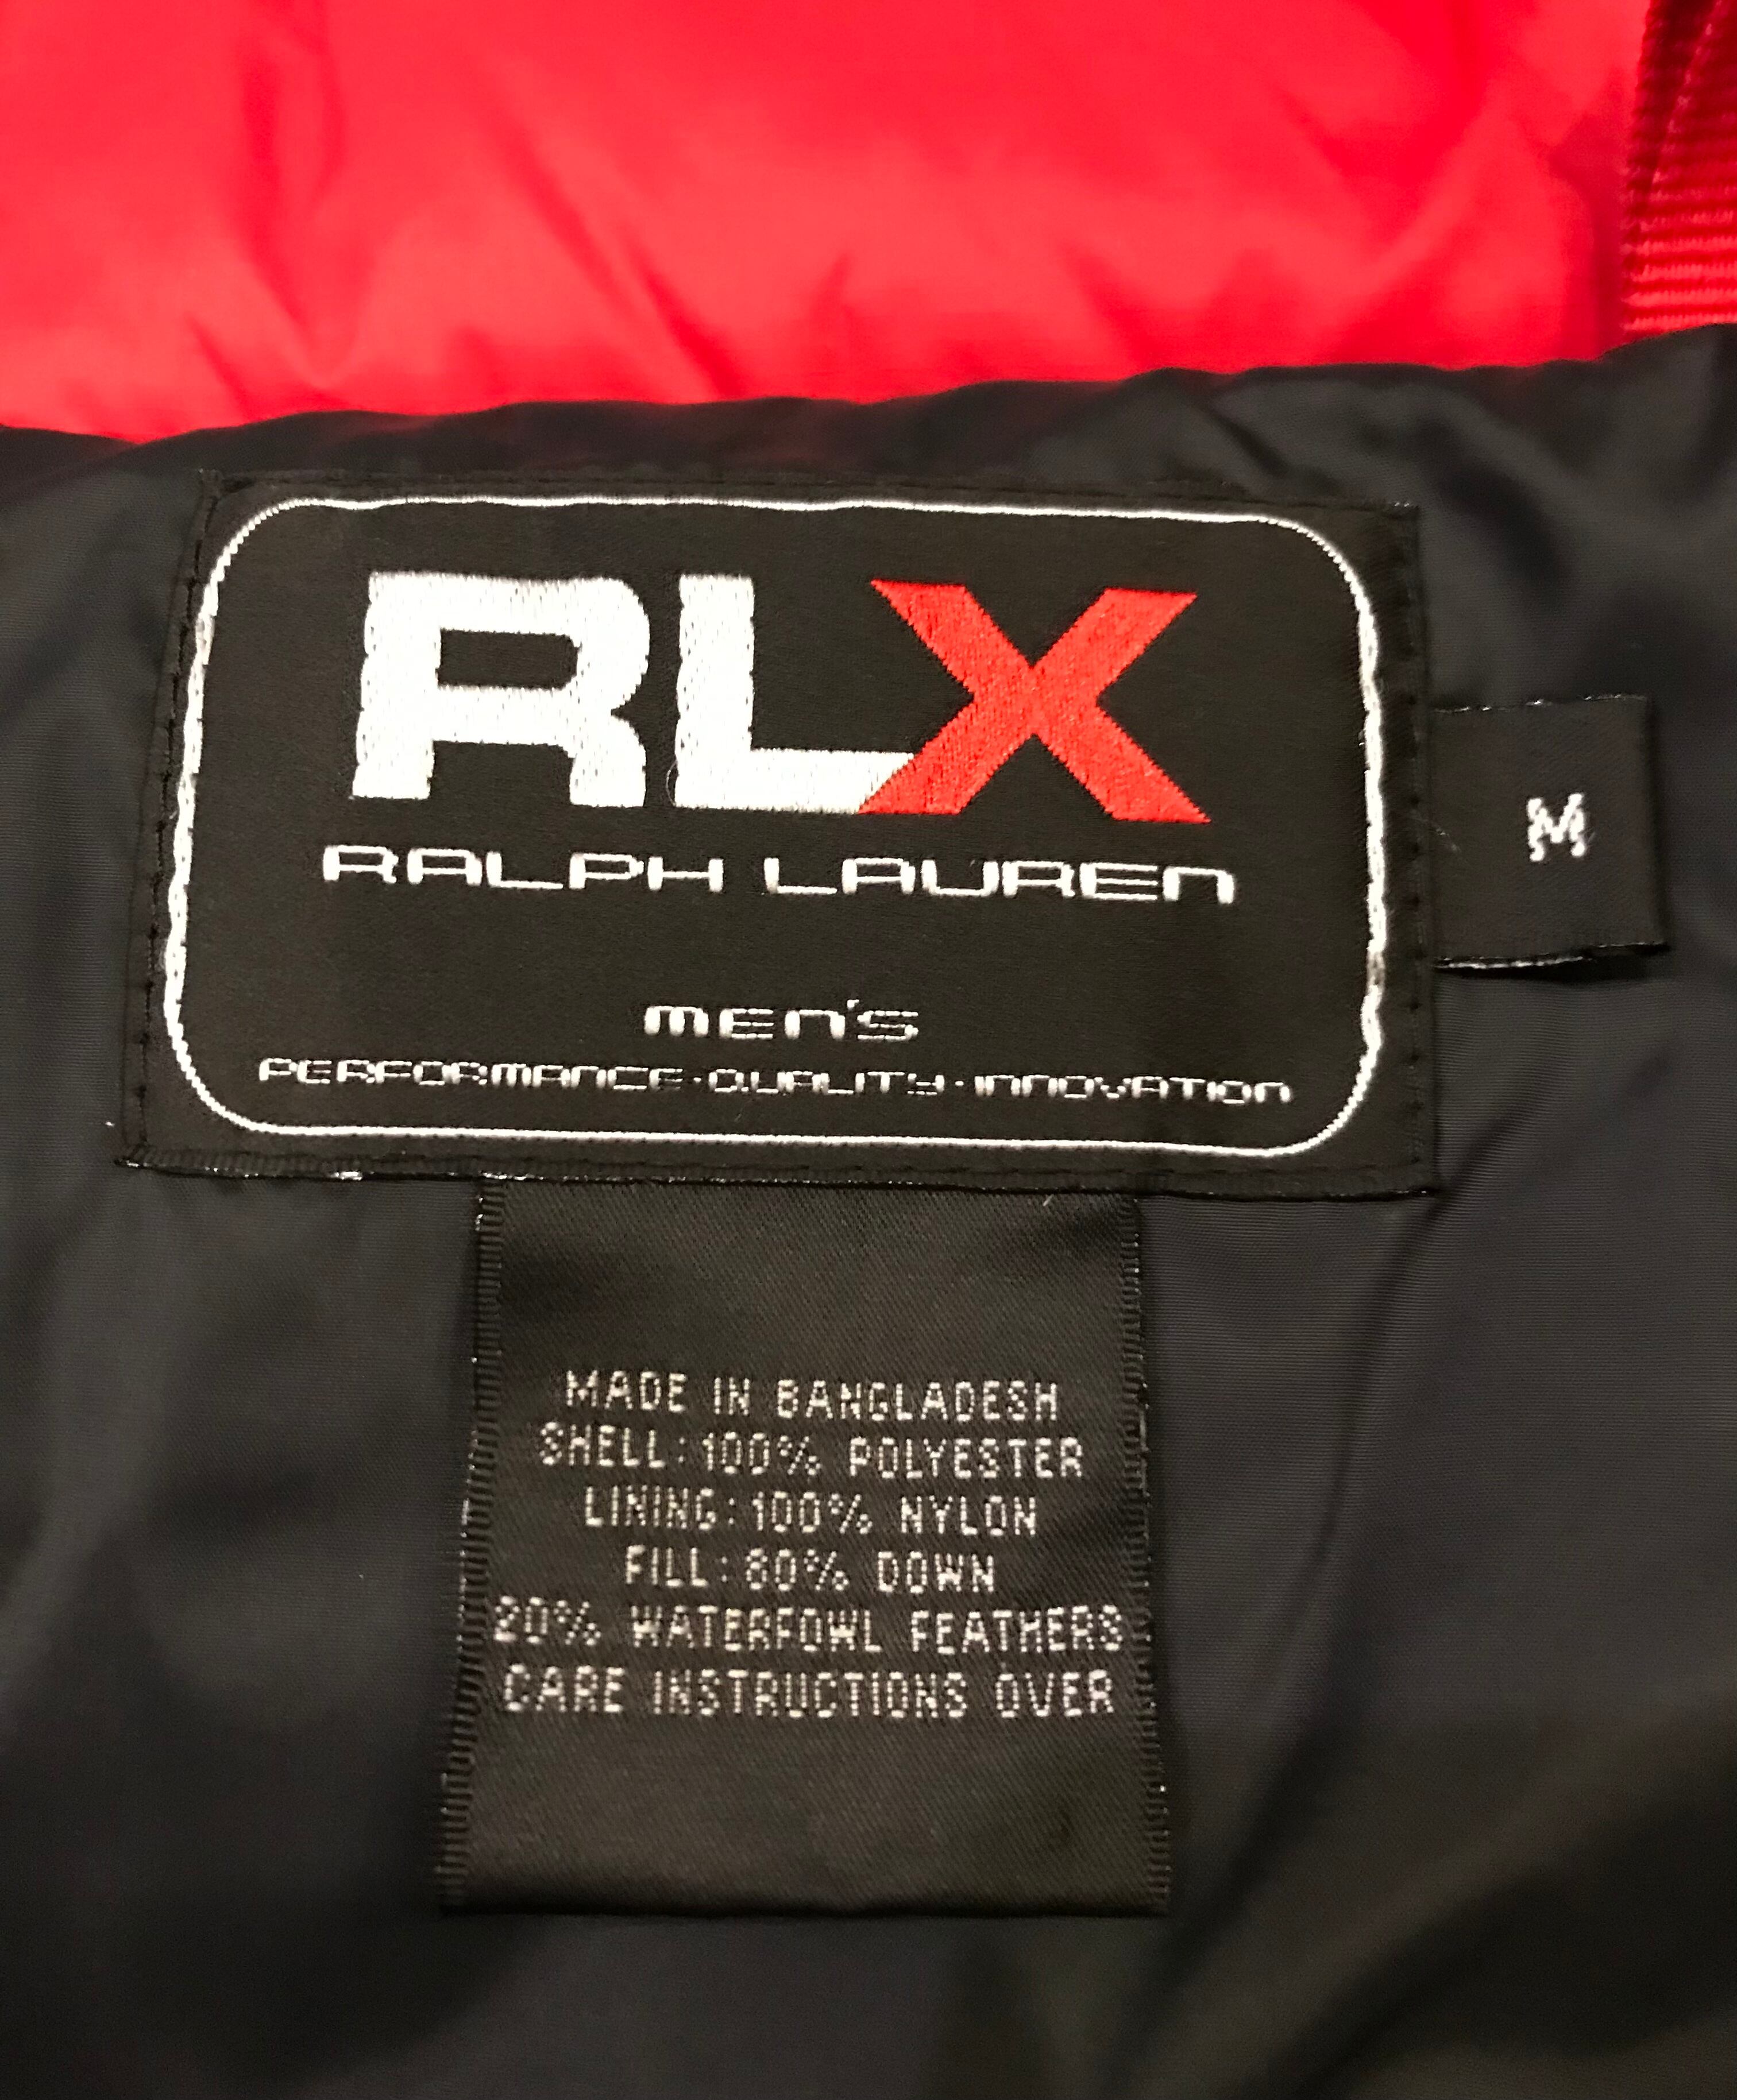 RLX
RALPH LAUREN
M
men's
PERFORMANCE·QUALITY·INNOVATION
MADE IN BANGLADESH
SHELL:100% POLYESTER
LINING:100% NYLON
FILL:80% DOWN
20% WATERFOWL FEATHERS
CARE INSTRUCTIONS OVER